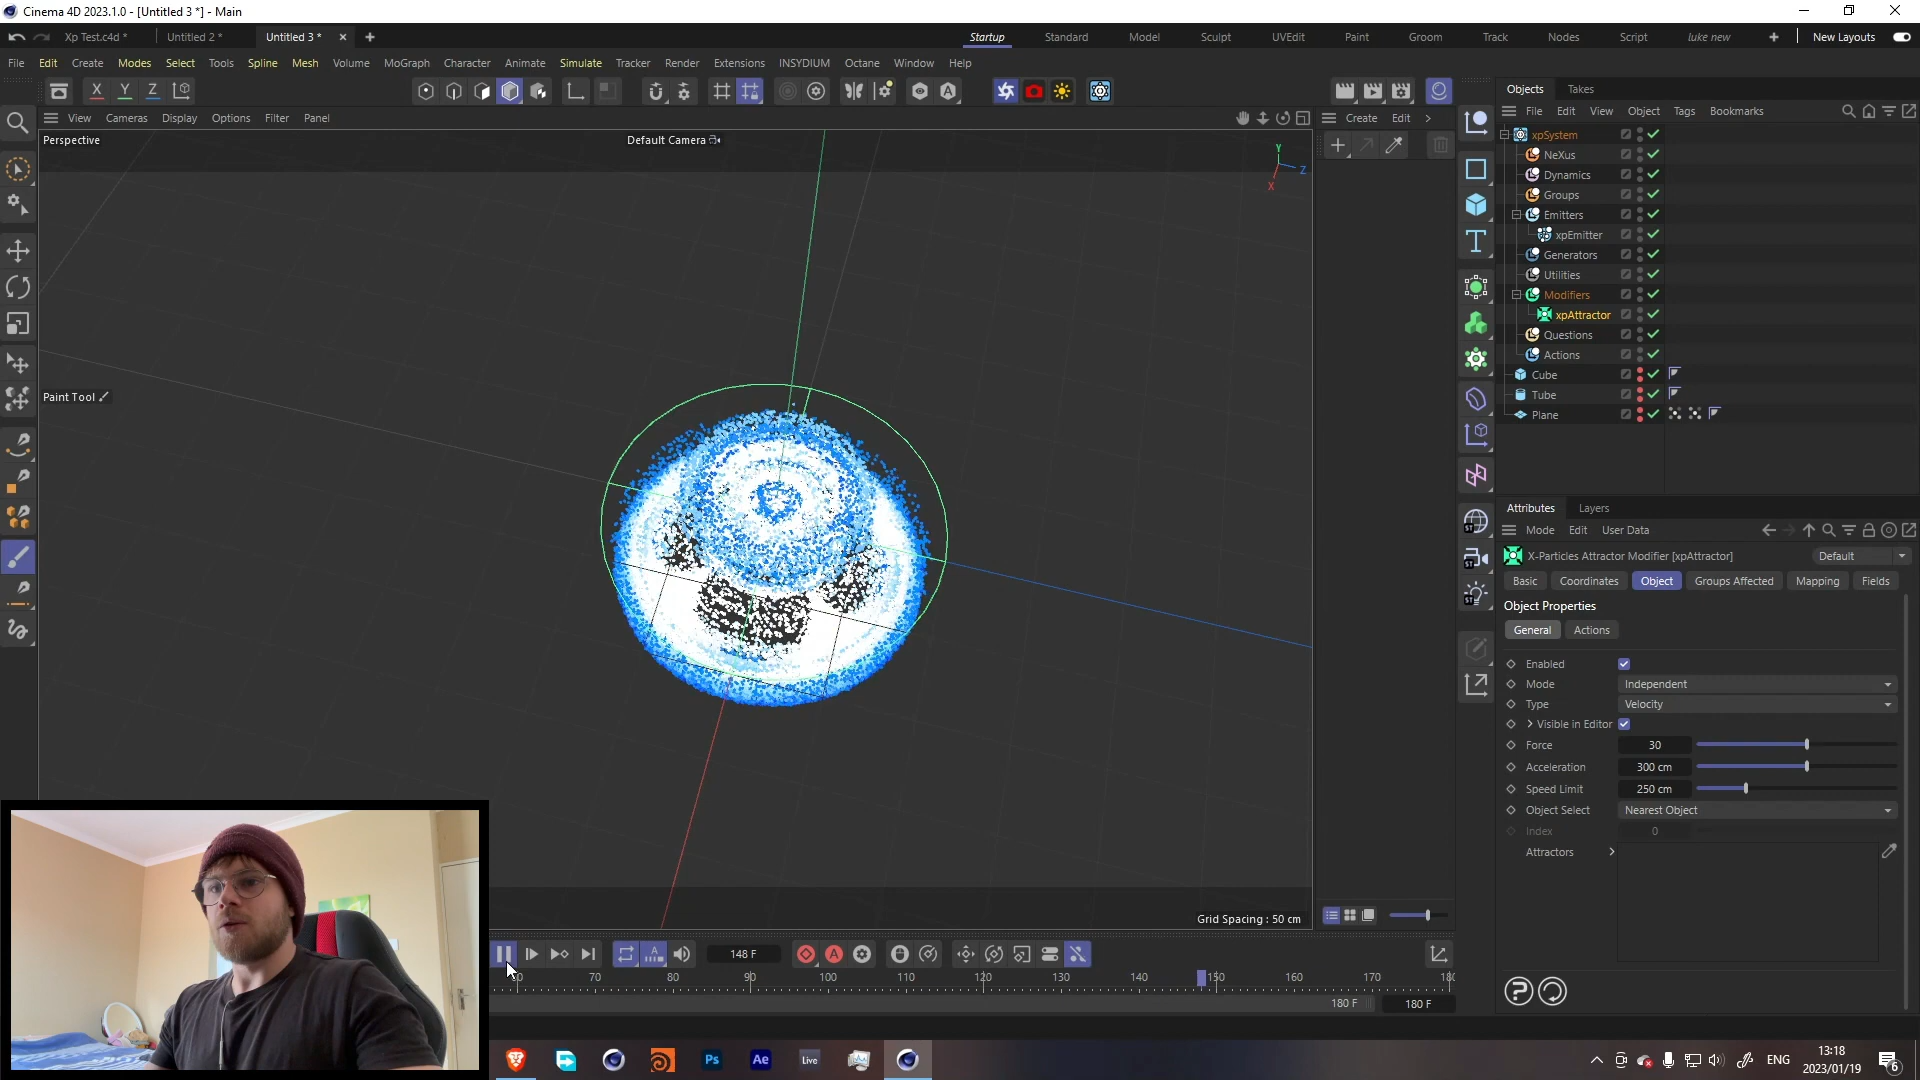 Cinema 4D 2023.1.0 - [Untitled 3 *] - Main
Xp Test.c4d *
Untitled 2 *
Untitled 3 *
Startup
Standard
Model
Sculpt
UVEdit
Paint
Groom
Track
Nodes
Script
luke new
New Layouts
File Edit Create Modes Select Tools Spline Mesh Volume MoGraph Character Animate Simulate Tracker Render Extensions INSYDIUM Octane Window Help
X Y Z
View Cameras Display Options Filter Panel
Create Edit
Perspective
Default Camera
Y
Z
X
Paint Tool
Grid Spacing : 50 cm
Objects Takes
File Edit View Object Tags Bookmarks
xpSystem
NeXus
Dynamics
Groups
Emitters
xpEmitter
Generators
Utilities
Modifiers
xpAttractor
Questions
Actions
Cube
Tube
Plane
Attributes Layers
Mode Edit User Data
X-Particles Attractor Modifier [xpAttractor]
Default
Basic Coordinates Object Groups Affected Mapping Fields
Object Properties
General Actions
Enabled
Mode Independent
Type Velocity
Visible in Editor
Force 30
Acceleration 300 cm
Speed Limit 250 cm
Object Select Nearest Object
Index 0
Attractors
148 F
70 80 90 100 110 120 130 140 150 160 170
180 F 180 F
Ps Ae Live
ENG
13:18
2023/01/19
6